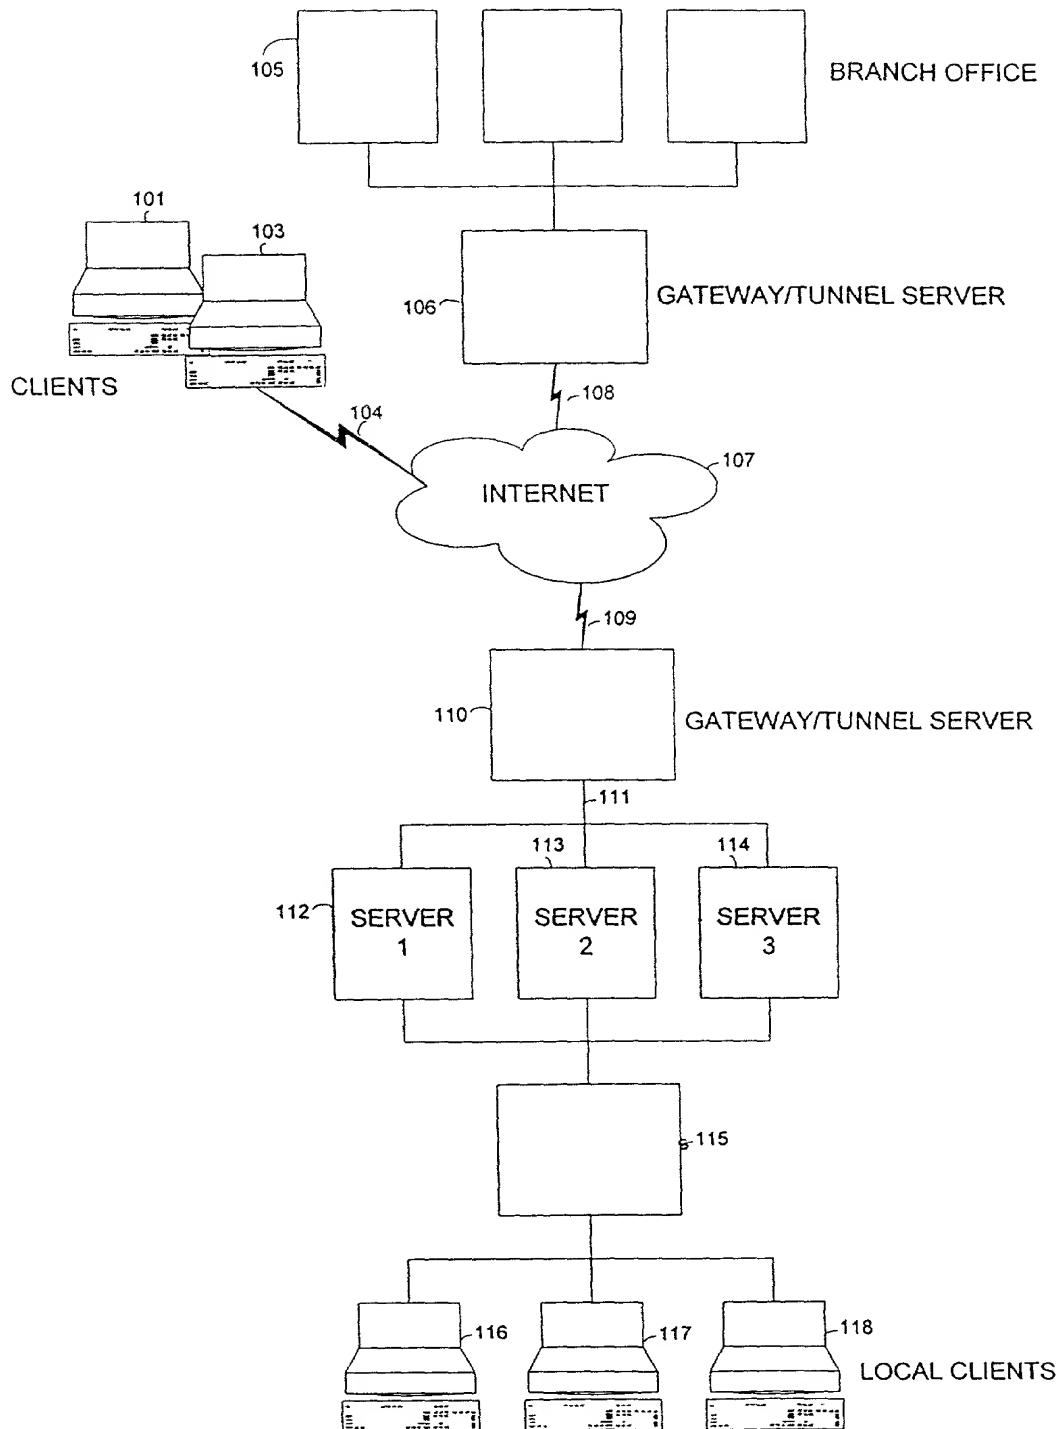 105
BRANCH OFFICE
101
103
106
GATEWAY/TUNNEL SERVER
CLIENTS
108
104
107
INTERNET
109
110
GATEWAY/TUNNEL SERVER
111
113
114
112
SERVER
1
SERVER
2
SERVER
3
115
116
117
118
LOCAL CLIENTS